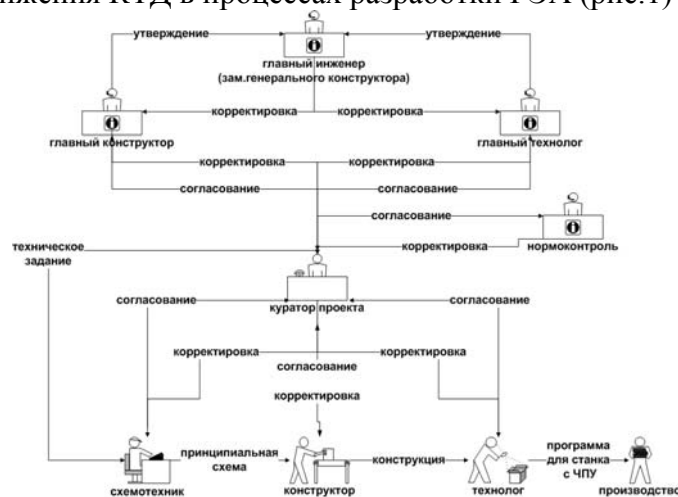 движения КТД в процессах разработки РЭА (рис.1)
утверждение
утверждение
главный инженер
(зам.генерального конструктора)
корректировка
корректировка
главный конструктор
главный технолог
корректировка
корректировка
согласование
согласование
согласование
техническое
задание
корректировка
нормоконтроль
согласование
куратор проекта
согласование
корректировка
корректировка
согласование
корректировка
принципиальная
схема
конструкция
программа
для станка
с ЧПУ
схемотехник
конструктор
технолог
производство